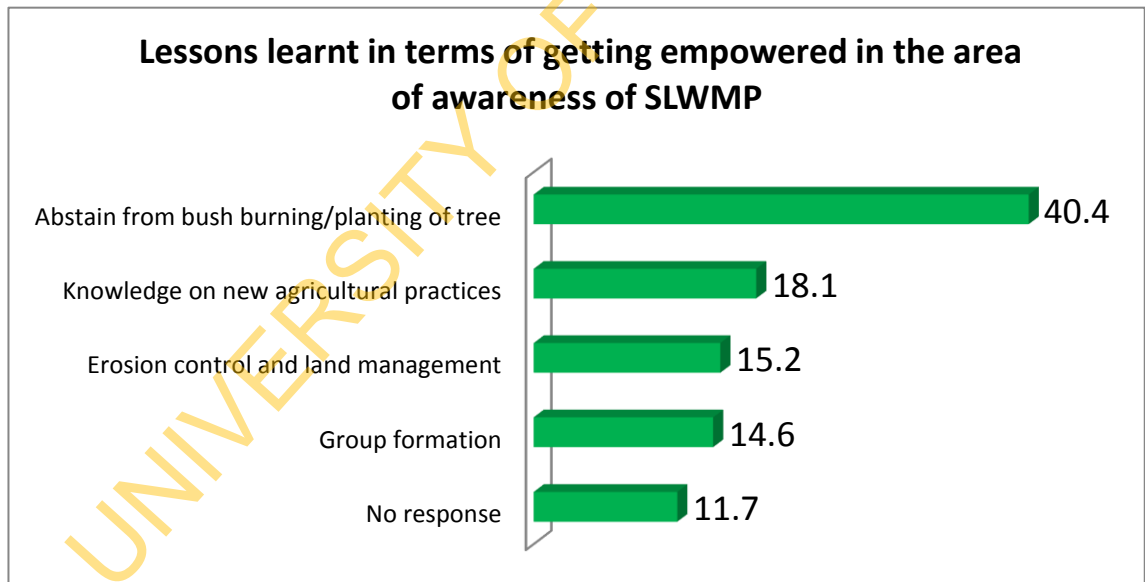 Lessons learnt in terms of getting empowered in the area
of awareness of SLWMP
Abstain from bush burning/planting of tree
40.4
Knowledge on new agricultural practices
18.1
Erosion control and land management
15.2
Group formation
14.6
No response
11.7
UNIVERSITY OF